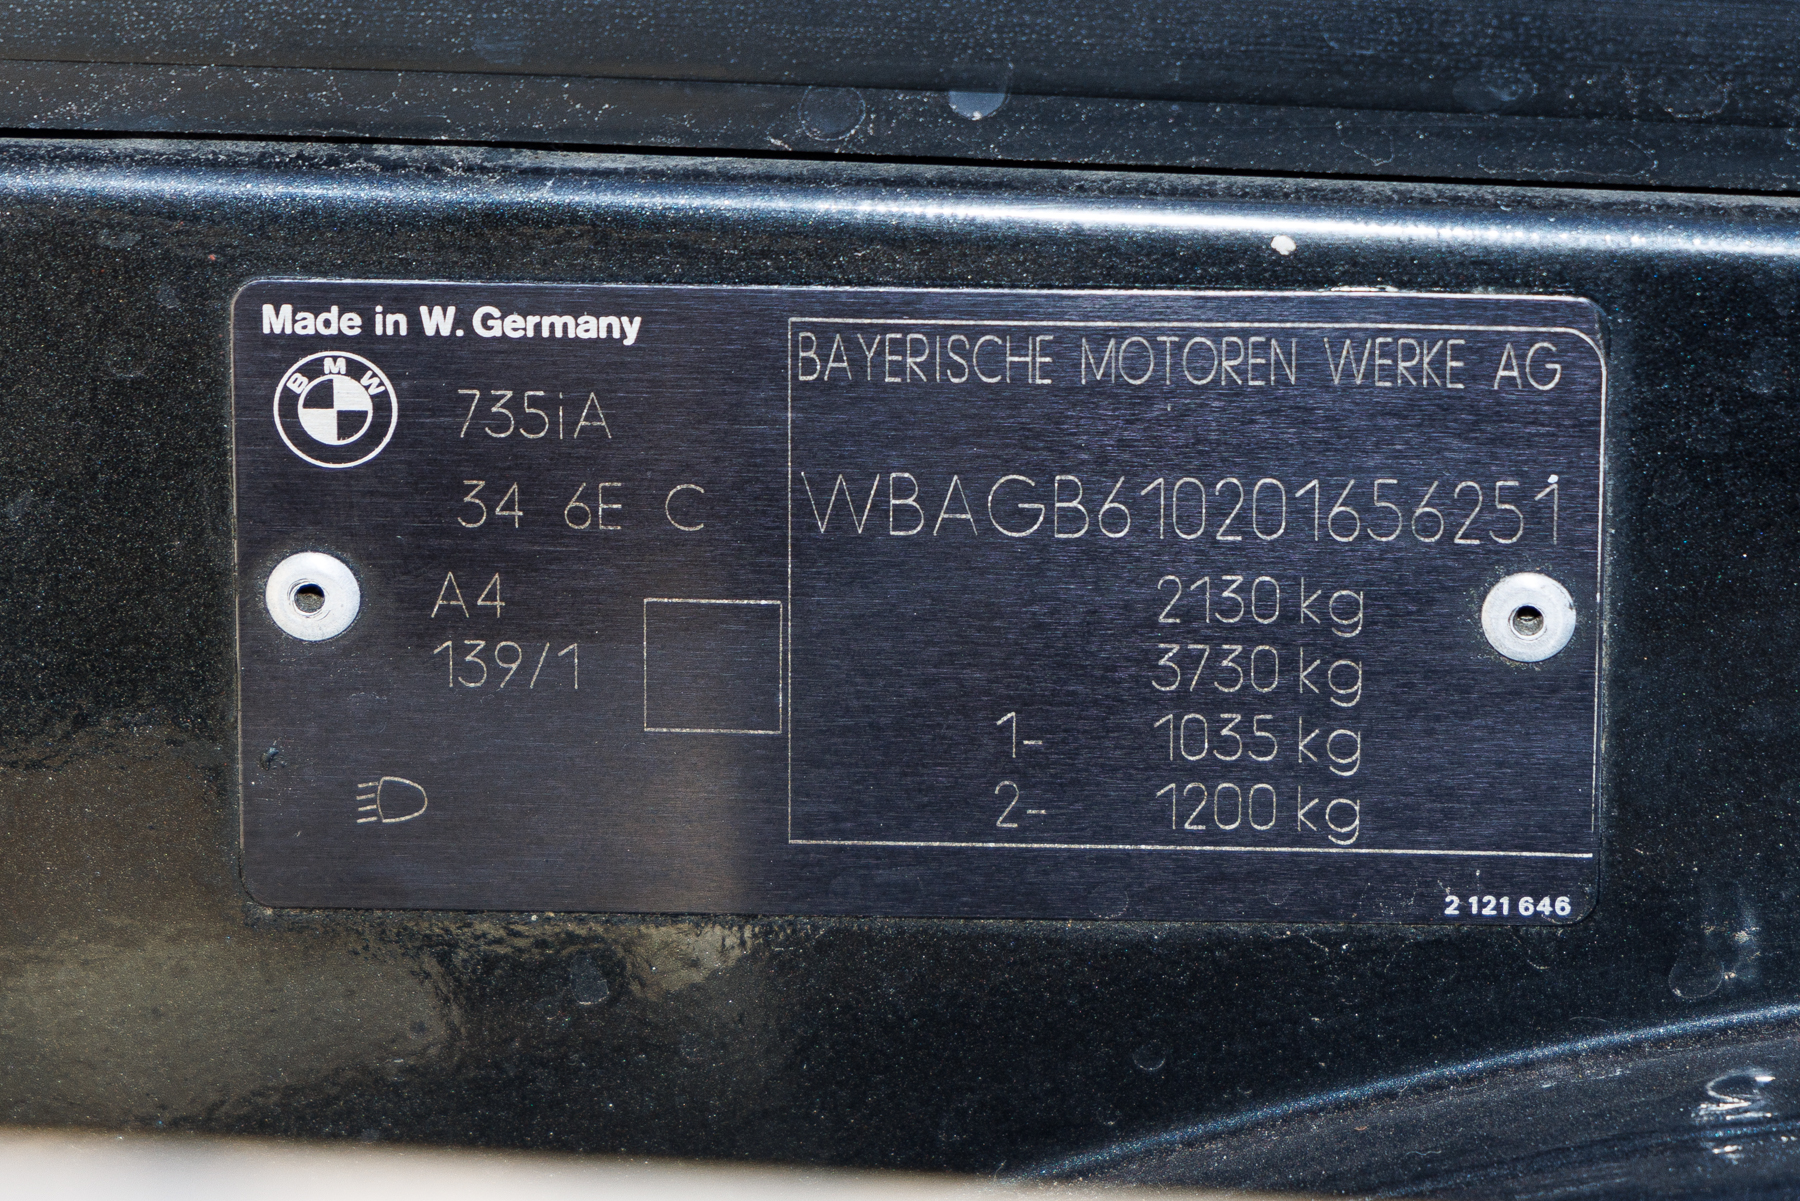 Made in W. Germany
BMW
735iA
34 6E C
A4
139/1
BAYERISCHE MOTOREN WERKE AG
WBAGB610201656251
2130 kg
3730 kg
1- 1035 kg
2- 1200 kg
2 121 646